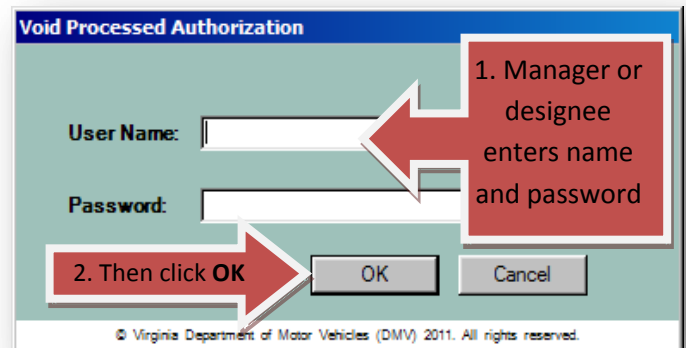 Void Processed Authorization
1. Manager or
designee
enters name
and password
User Name:
Password:
2. Then click OK
OK
Cancel
© Virginia Department of Motor Vehicles (DMV) 2011. All rights reserved.